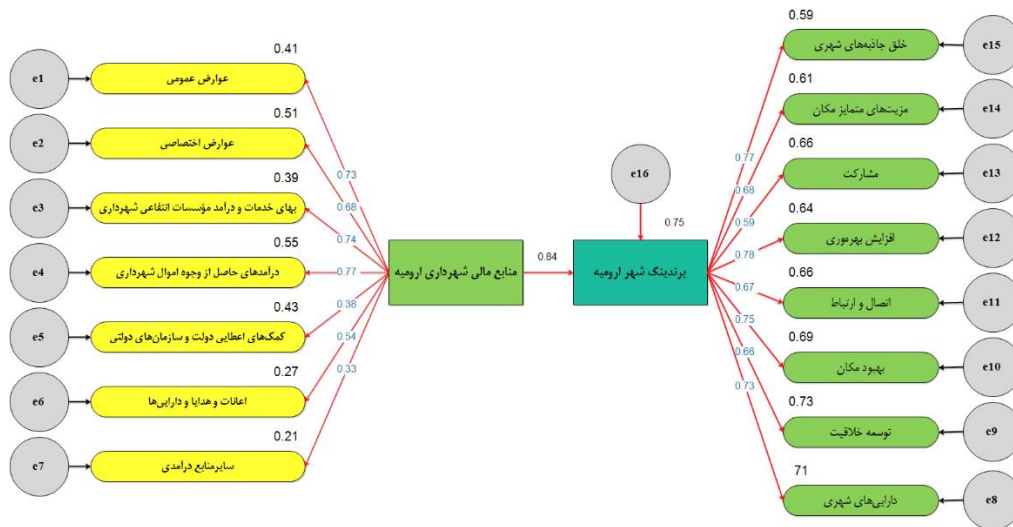 0.41
e1
عوارض عمومی
0.51
e2
عوارض اختصاصی
0.39
e3
بهای خدمات و درآمد مؤسسات انتفاعی شهرداری
0.55
e4
درآمدهای حاصل از وجوه اموال شهرداری
0.43
e5
کمک‌های اعطایی دولت و سازمان‌های دولتی
0.27
e6
اعانات و هدایا و دارایی‌ها
0.21
e7
سایرمنابع درآمدی
0.73
0.68
0.74
0.77
0.38
0.54
0.33
منابع مالی شهرداری ارومیه
0.84
e16
0.75
برندینگ شهر ارومیه
0.77
0.68
0.59
0.78
0.67
0.75
0.66
0.73
0.59
خلق جاذبه‌های شهری
e15
0.61
مزیت‌های متمایز مکان
e14
0.66
مشارکت
e13
0.64
افزایش بهره‌وری
e12
0.66
اتصال و ارتباط
e11
0.69
بهبود مکان
e10
0.73
توسعه خلاقیت
e9
71
دارایی‌های شهری
e8